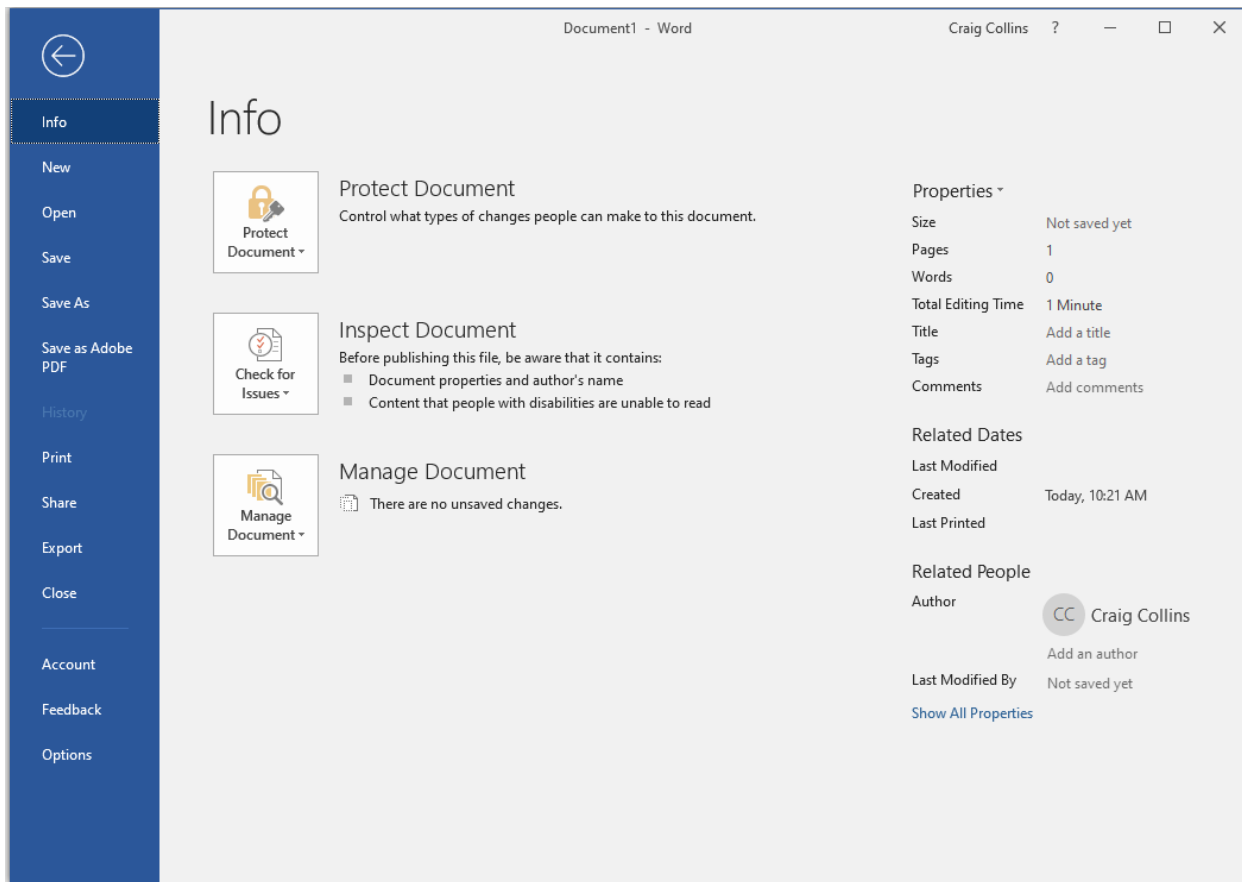 Document1 - Word
Craig Collins
?
Info
New
Open
Save
Save As
Save as Adobe
PDF
History
Print
Share
Export
Close
Account
Feedback
Options
Info
Protect
Document
Protect Document
Control what types of changes people can make to this document.
Check for
Issues
Inspect Document
Before publishing this file, be aware that it contains:
Document properties and author's name
Content that people with disabilities are unable to read
Manage
Document
Manage Document
There are no unsaved changes.
Properties
Size Not saved yet
Pages 1
Words 0
Total Editing Time 1 Minute
Title Add a title
Tags Add a tag
Comments Add comments
Related Dates
Last Modified
Created Today, 10:21 AM
Last Printed
Related People
Author CC Craig Collins
Add an author
Last Modified By Not saved yet
Show All Properties